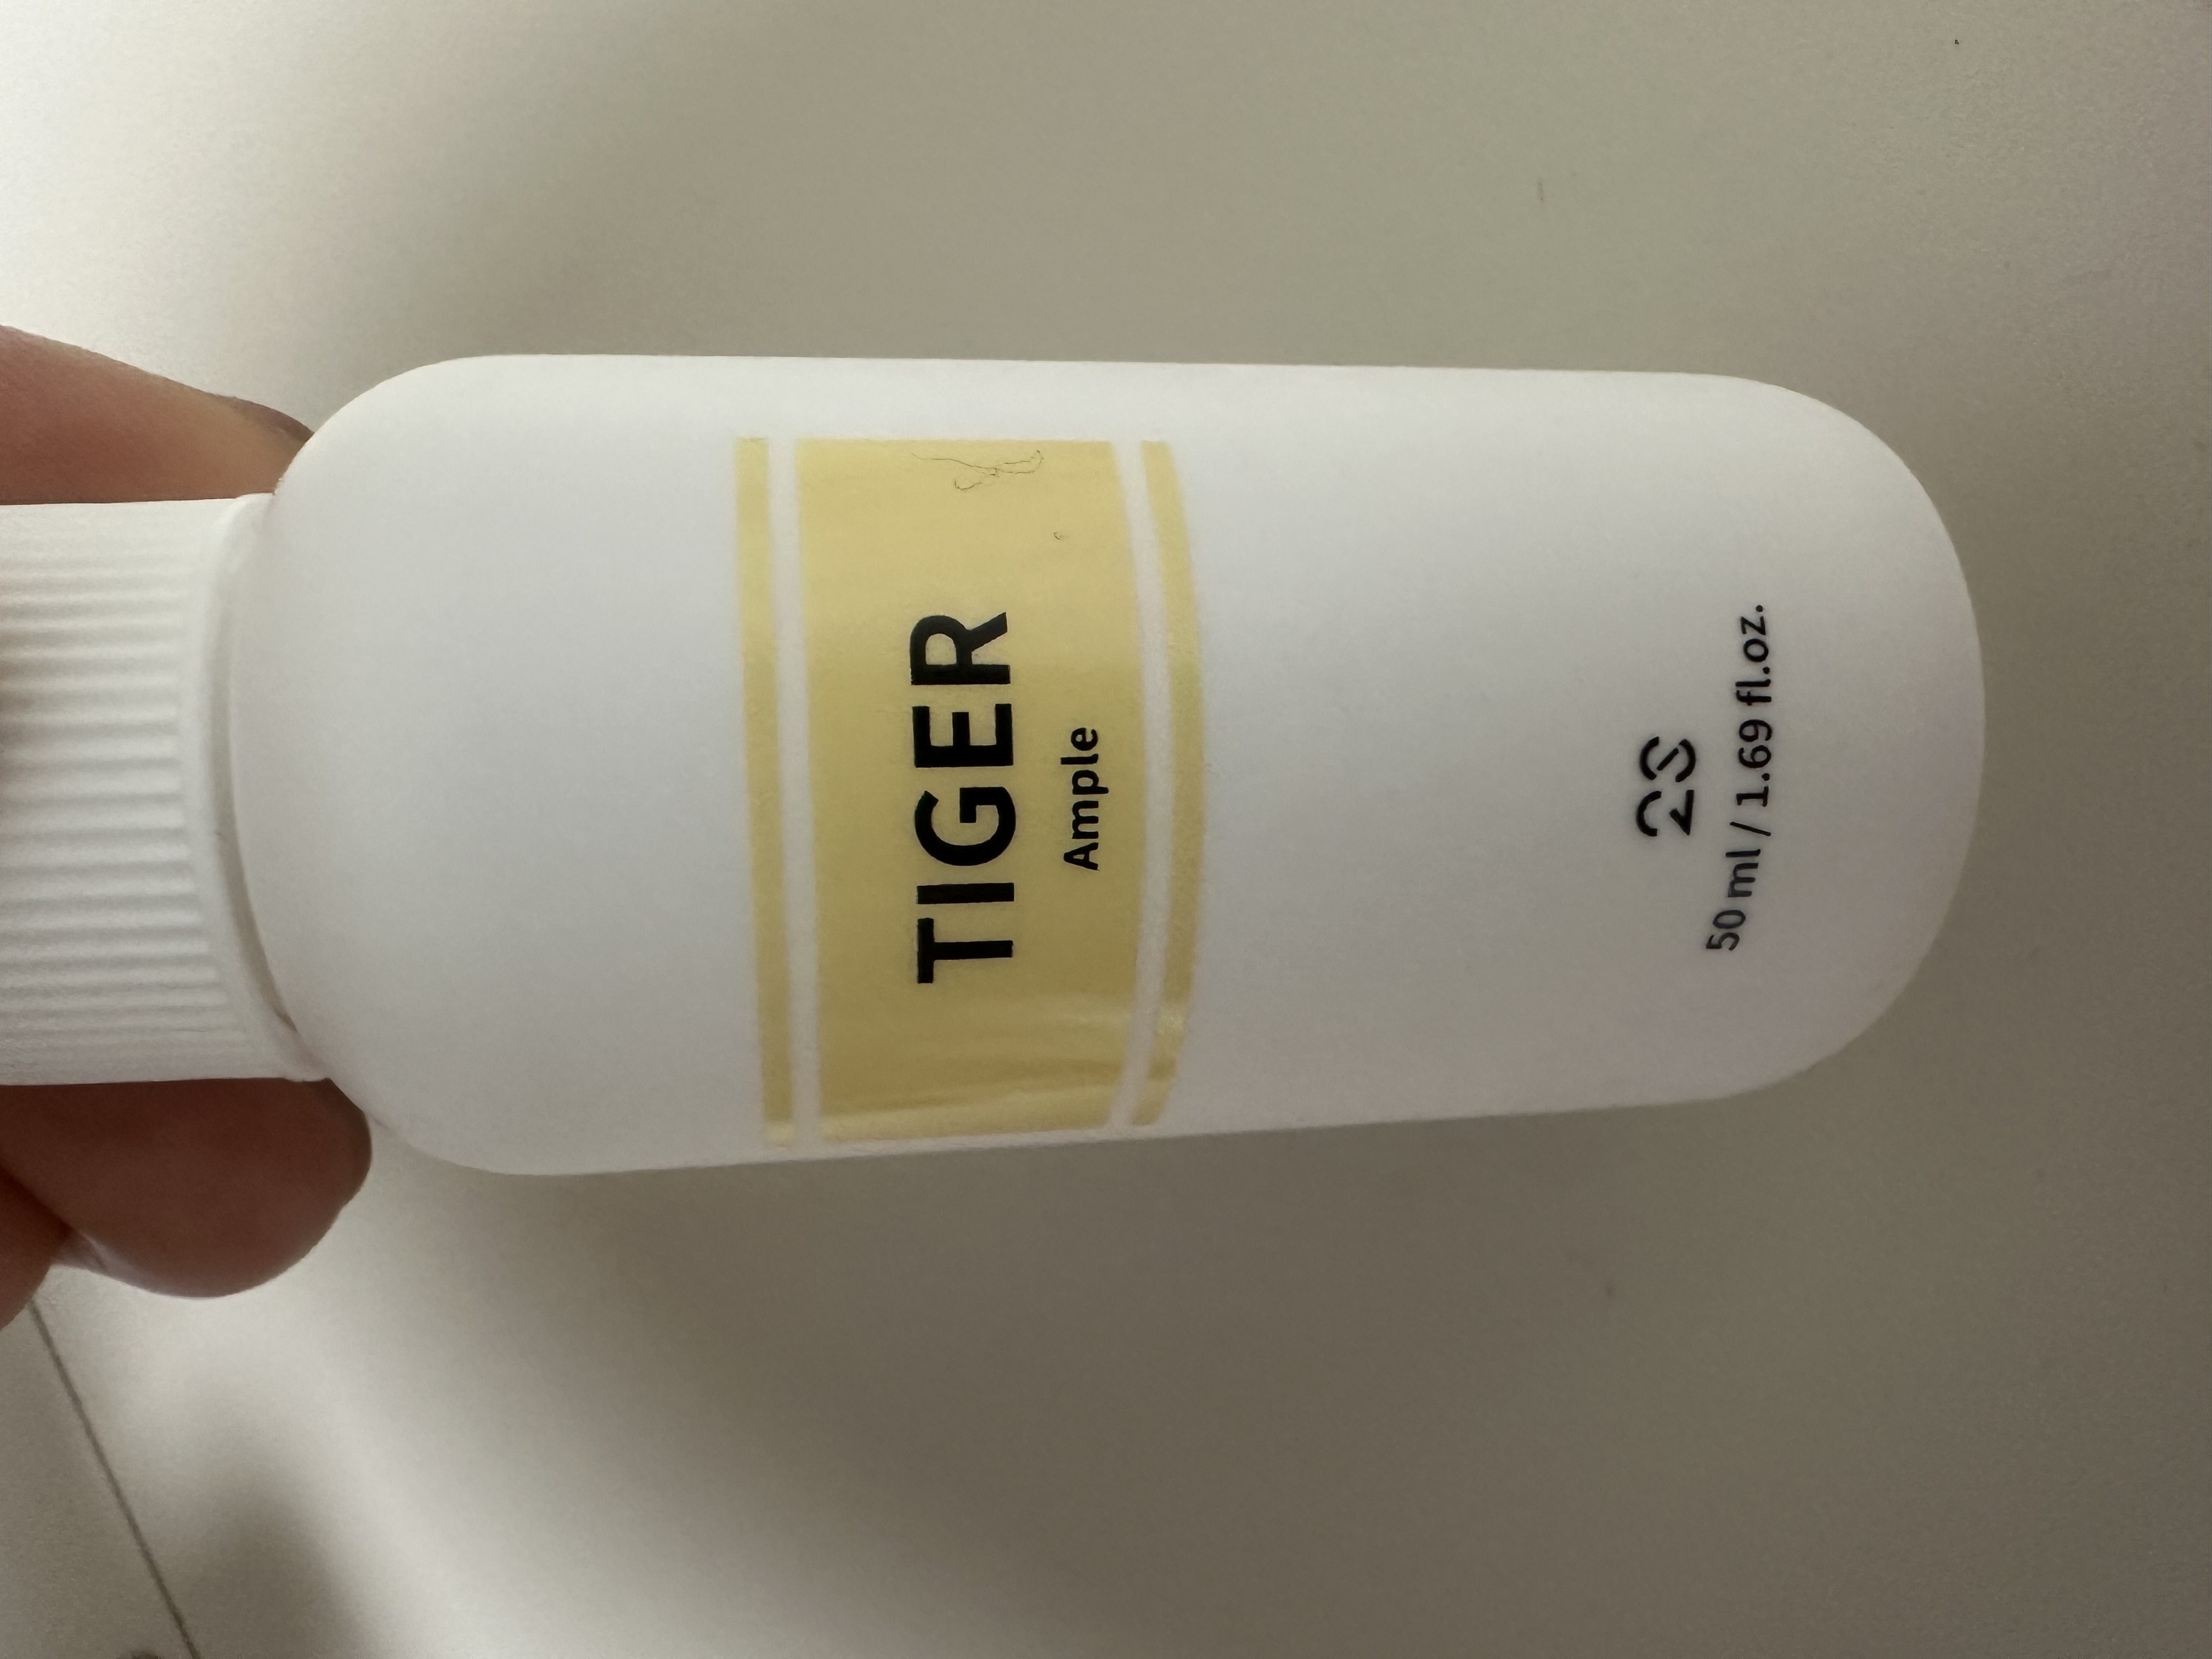 TIGER
Ample
2S
50 ml / 1.69 fl.oz.